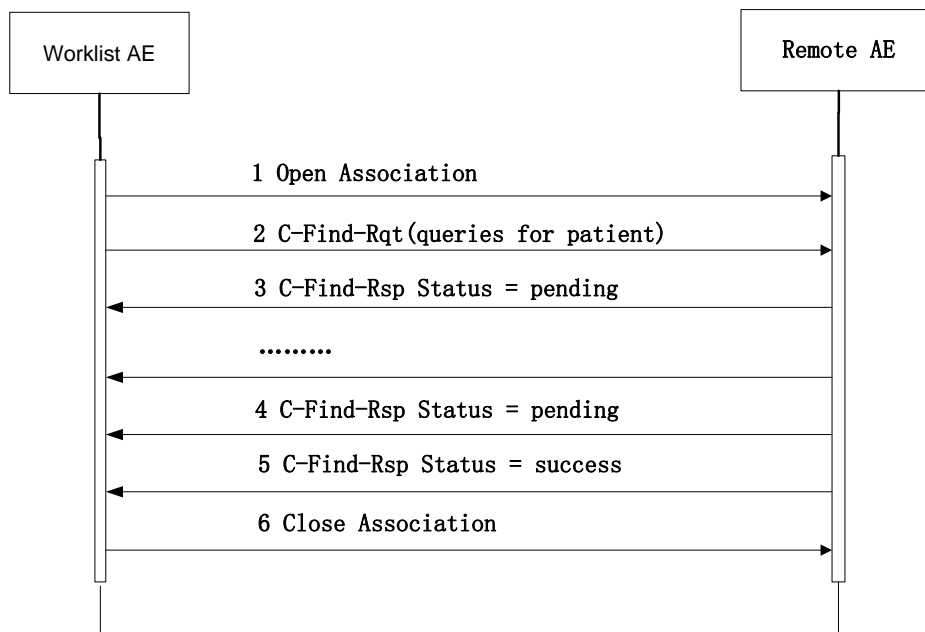 Worklist AE
Remote AE
1 Open Association
2 C-Find-Rqt(queries for patient)
3 C-Find-Rsp Status = pending
………
4 C-Find-Rsp Status = pending
5 C-Find-Rsp Status = success
6 Close Association